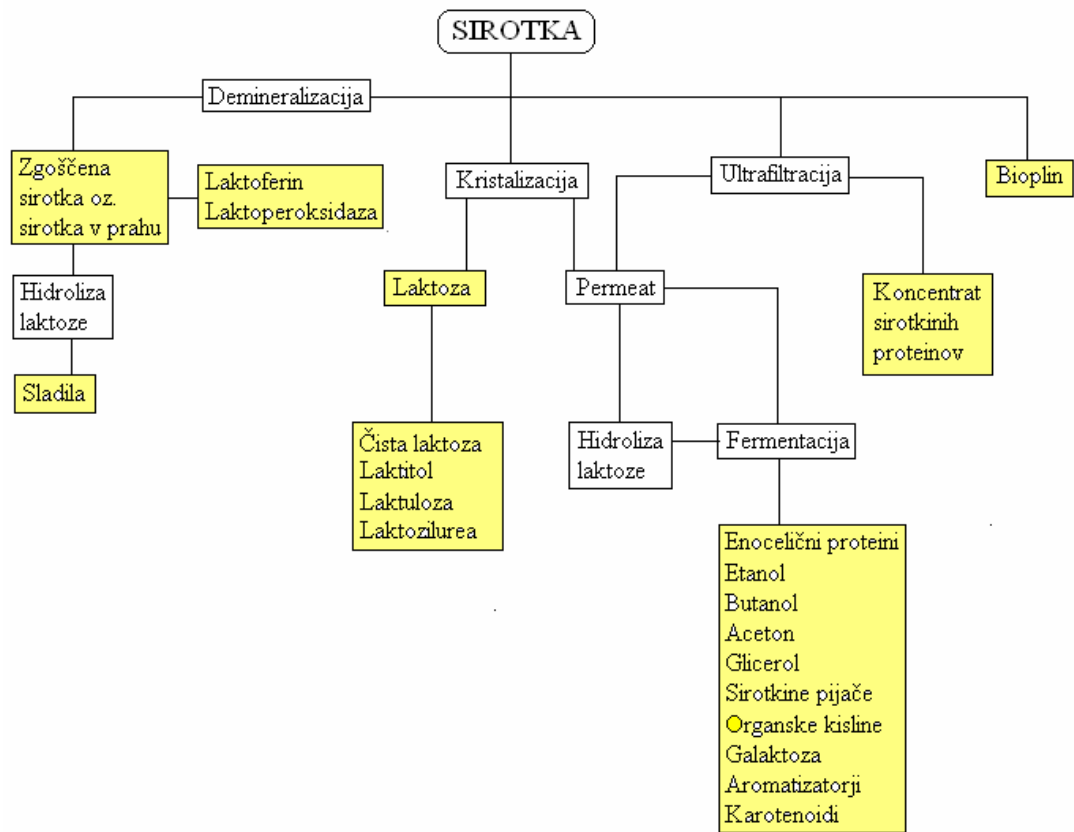 SIROTKA
Demineralizacija
Zgoščena
sirotka oz.
sirotka v prahu
Laktoferin
Laktoperoksidaza
Kristalizacija
Ultrafiltracija
Bioplin
Hidroliza
laktoze
Laktoza
Permeat
Koncentrat
sirotkinih
proteinov
Sladila
Čista laktoza
Laktitol
Laktuloza
Laktozilurea
Hidroliza
laktoze
Fermentacija
Enocelični proteini
Etanol
Butanol
Aceton
Glicerol
Sirotkine pijače
Organske kisline
Galaktoza
Aromatizatorji
Karotenoidi